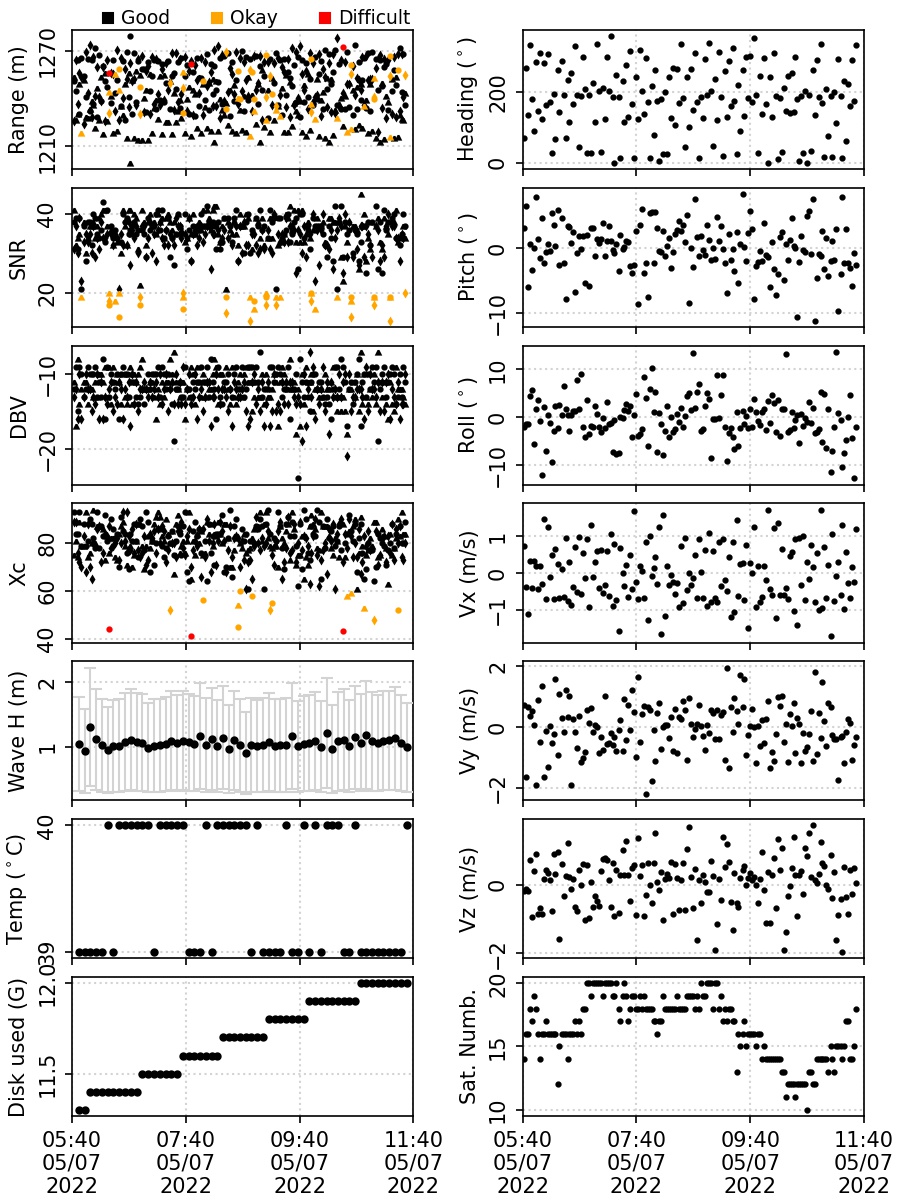 Good Okay Difficult
Range (m)
1270
1210
Heading (°)
200
0
SNR
40
20
Pitch (°)
0
−10
DBV
−10
−20
Roll (°)
10
0
−10
Xc
80
60
40
Vx (m/s)
1
0
−1
Wave H (m)
2
1
Vy (m/s)
2
0
−2
Temp (°C)
40
39
Vz (m/s)
0
−2
Disk used (G)
12.0
11.5
Sat. Numb.
20
15
10
05:40 07:40 09:40 11:40
05/07 05/07 05/07 05/07
2022 2022 2022 2022
05:40 07:40 09:40 11:40
05/07 05/07 05/07 05/07
2022 2022 2022 2022